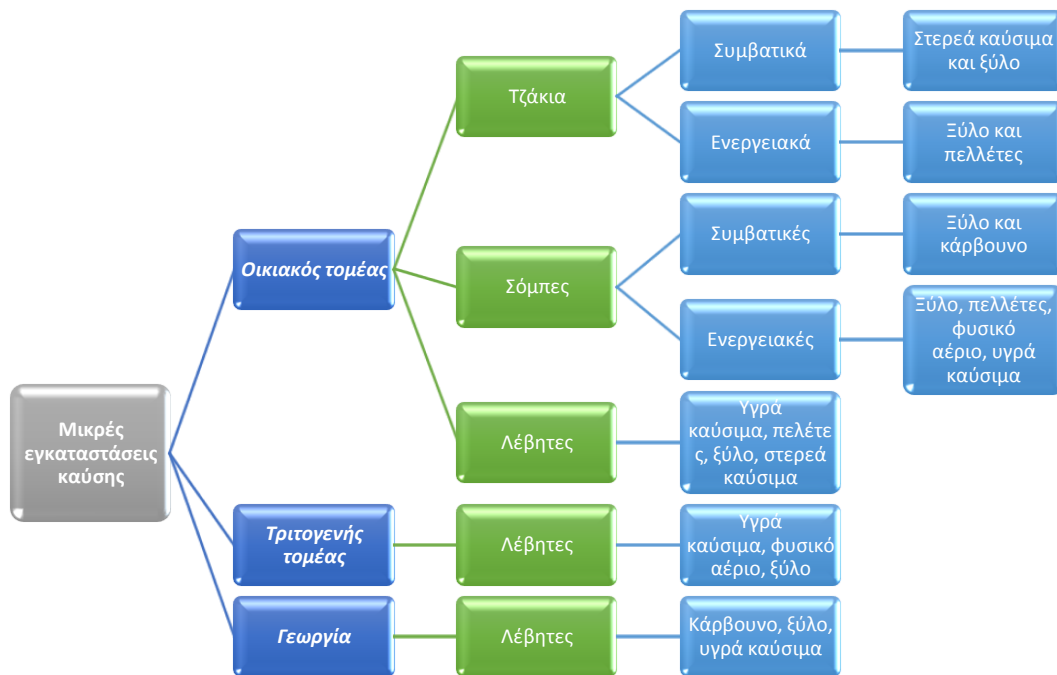 Μικρές
εγκαταστάσεις
καύσης
Οικιακός τομέας
Τζάκια
Συμβατικά
Στερεά καύσιμα
και ξύλο
Ενεργειακά
Ξύλο και
πελλέτες
Σόμπες
Συμβατικές
Ξύλο και
κάρβουνο
Ενεργειακές
Ξύλο, πελλέτες,
φυσικό
αέριο, υγρά
καύσιμα
Λέβητες
Υγρά
καύσιμα, πελέτε
ς, ξύλο, στερεά
καύσιμα
Τριτογενής
τομέας
Λέβητες
Υγρά
καύσιμα, φυσικό
αέριο, ξύλο
Γεωργία
Λέβητες
Κάρβουνο, ξύλο,
υγρά καύσιμα